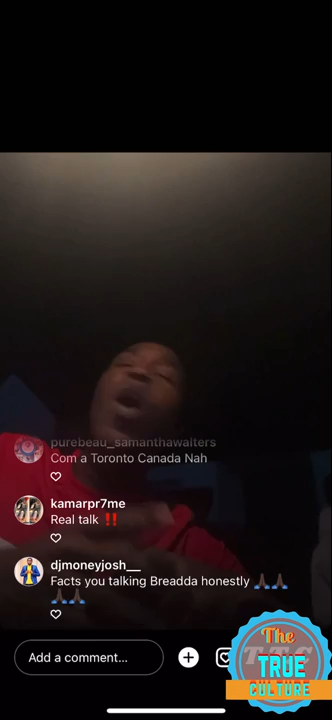 purebeau_samanthawalters
Com a Toronto Canada Nah
kamarpr7me
Real talk ‼️
djmoneyjosh__
Facts you talking Breadda honestly 🙏🏿🙏🏿
🙏🏿🙏🏿
Add a comment...
The
TRUE
CULTURE